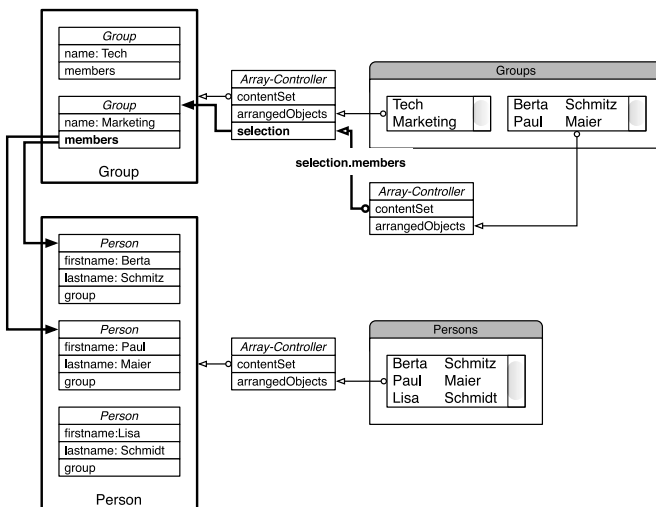 Group
name: Tech
members
Group
name: Marketing
members
Group
Array-Controller
contentSet
arrangedObjects
selection
Groups
Tech
Marketing
Berta Schmitz
Paul Maier
selection.members
Array-Controller
contentSet
arrangedObjects
Person
firstname: Berta
lastname: Schmitz
group
Person
firstname: Paul
lastname: Maier
group
Person
firstname:Lisa
lastname: Schmidt
group
Person
Array-Controller
contentSet
arrangedObjects
Persons
Berta Schmitz
Paul Maier
Lisa Schmidt